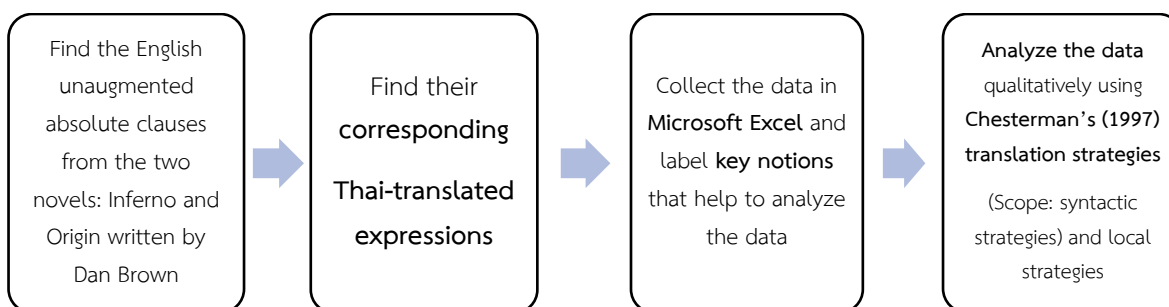 Find the English
unaugmented
absolute clauses
from the two
novels: Inferno and
Origin written by
Dan Brown
Find their
corresponding
Thai-translated
expressions
Collect the data in
Microsoft Excel and
label key notions
that help to analyze
the data
Analyze the data
qualitatively using
Chesterman's (1997)
translation strategies
(Scope: syntactic
strategies) and local
strategies